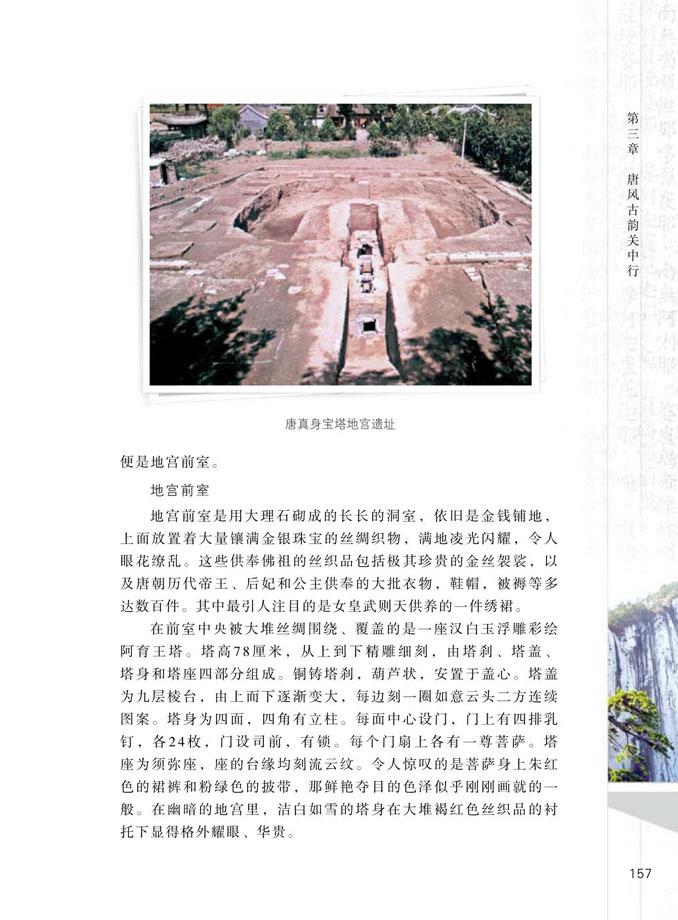 第三章 唐风古韵关中行
唐真身宝塔地宫遗址
便是地宫前室。
地宫前室
地宫前室是用大理石砌成的长长的洞室，依旧是金钱铺地，
上面放置着大量镶满金银珠宝的丝绸织物，满地凌光闪耀，令人
眼花缭乱。这些供奉佛祖的丝织品包括极其珍贵的金丝袈裟，以
及唐朝历代帝王、后妃和公主供奉的大批衣物，鞋帽，被褥等多
达数百件。其中最引人注目的是女皇武则天供养的一件绣裙。
在前室中央被大堆丝绸围绕、覆盖的是一座汉白玉浮雕彩绘
阿育王塔。塔高78厘米，从上到下精雕细刻，由塔刹、塔盖、
塔身和塔座四部分组成。铜铸塔刹，葫芦状，安置于盖心。塔盖
为九层棱台，由上而下逐渐变大，每边刻一圈如意云头二方连续
图案。塔身为四面，四角有立柱。每面中心设门，门上有四排乳
钉，各24枚，门设司前，有锁。每个门扇上各有一尊菩萨。塔
座为须弥座，座的台缘均刻流云纹。令人惊叹的是菩萨身上朱红
色的裙裤和粉绿色的披带，那鲜艳夺目的色泽似乎刚刚画就的一
般。在幽暗的地宫里，洁白如雪的塔身在大堆褐红色丝织品的衬
托下显得格外耀眼、华贵。
157